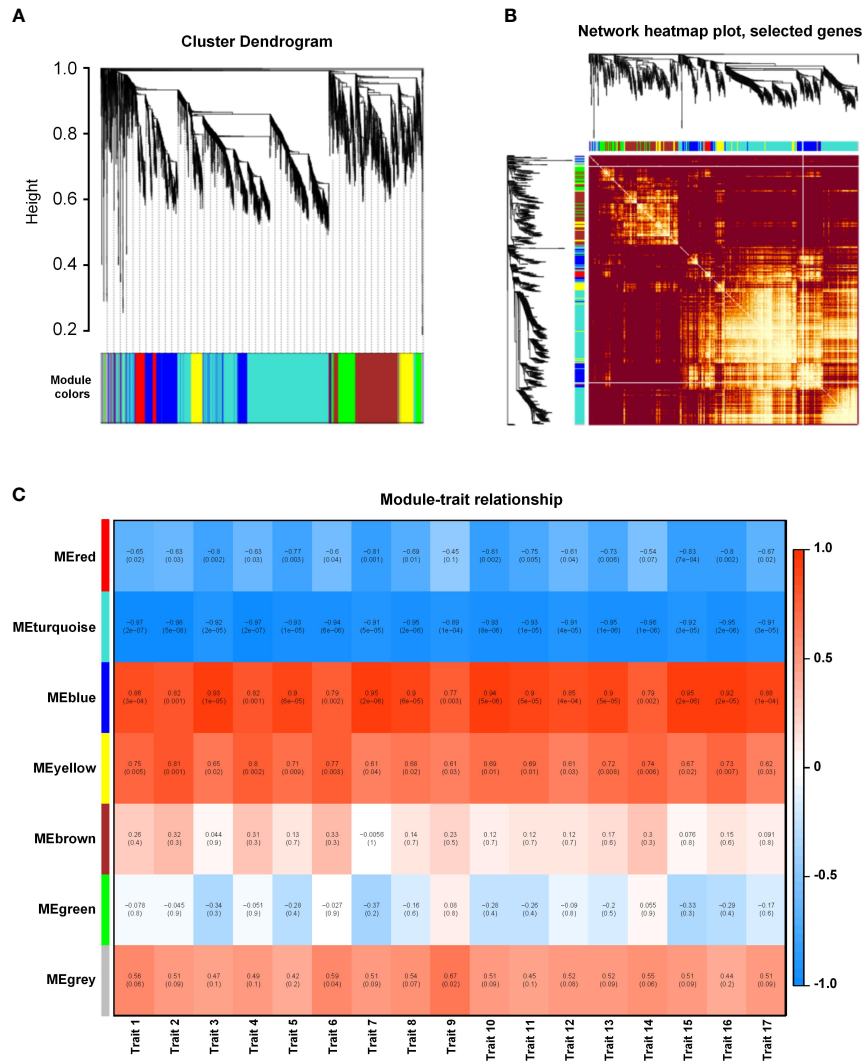 A
Cluster Dendrogram
Height
1.0
0.8
0.6
0.4
0.2
Module
colors
B
Network heatmap plot, selected genes
C
Module-trait relationship
MEred
−0.65 −0.63 −0.8 −0.63 −0.77 −0.6 −0.81 −0.69 −0.45 −0.81 −0.75 −0.61 −0.73 −0.54 −0.83 −0.8 −0.67
(0.02) (0.03) (0.002) (0.03) (0.003) (0.04) (0.001) (0.01) (0.1) (0.002) (0.005) (0.04) (0.006) (0.07) (7e−04) (0.002) (0.02)
MEturquoise
−0.97 −0.98 −0.92 −0.97 −0.93 −0.94 −0.91 −0.95 −0.89 −0.93 −0.93 −0.91 −0.95 −0.96 −0.92 −0.95 −0.91
(2e−07) (5e−08) (2e−05) (2e−07) (1e−05) (6e−06) (5e−05) (2e−06) (1e−04) (8e−06) (1e−05) (4e−05) (1e−06) (1e−06) (3e−05) (2e−06) (3e−05)
MEblue
0.86 0.82 0.93 0.82 0.9 0.79 0.95 0.9 0.77 0.94 0.9 0.85 0.9 0.79 0.95 0.92 0.88
(3e−04) (0.001) (1e−05) (0.001) (6e−05) (0.002) (2e−06) (6e−05) (0.003) (5e−06) (5e−05) (4e−04) (5e−05) (0.002) (2e−06) (2e−05) (1e−04)
MEyellow
0.75 0.81 0.65 0.8 0.71 0.77 0.61 0.68 0.61 0.69 0.69 0.61 0.72 0.74 0.67 0.73 0.62
(0.005) (0.001) (0.02) (0.002) (0.009) (0.003) (0.04) (0.02) (0.03) (0.01) (0.01) (0.03) (0.008) (0.006) (0.02) (0.007) (0.03)
MEbrown
0.26 0.32 0.044 0.31 0.13 0.33 −0.0056 0.14 0.23 0.12 0.12 0.12 0.17 0.3 0.076 0.15 0.091
(0.4) (0.3) (0.9) (0.3) (0.7) (0.3) (1) (0.7) (0.5) (0.7) (0.7) (0.7) (0.6) (0.3) (0.8) (0.6) (0.8)
MEgreen
−0.078 −0.045 −0.34 −0.051 −0.28 −0.027 −0.37 −0.16 0.08 −0.28 −0.26 −0.09 −0.2 0.055 −0.33 −0.29 −0.17
(0.8) (0.9) (0.3) (0.9) (0.4) (0.9) (0.2) (0.6) (0.8) (0.4) (0.4) (0.8) (0.5) (0.9) (0.3) (0.4) (0.6)
MEgrey
0.56 0.51 0.47 0.49 0.42 0.59 0.51 0.54 0.67 0.51 0.45 0.52 0.52 0.55 0.51 0.44 0.51
(0.06) (0.09) (0.1) (0.1) (0.2) (0.04) (0.09) (0.07) (0.02) (0.09) (0.1) (0.08) (0.09) (0.06) (0.09) (0.2) (0.09)
Trait 1 Trait 2 Trait 3 Trait 4 Trait 5 Trait 6 Trait 7 Trait 8 Trait 9 Trait 10 Trait 11 Trait 12 Trait 13 Trait 14 Trait 15 Trait 16 Trait 17
1.0
0.5
0
-0.5
-1.0